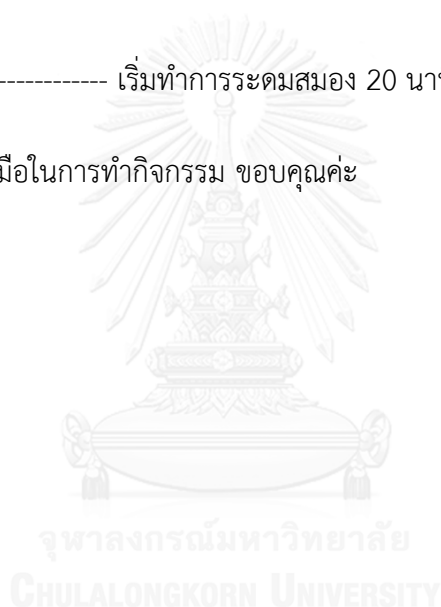 ------------ เริ่มทำการระดมสมอง 20 นา
มือในการทำกิจกรรม ขอบคุณค่ะ
จุฬาลงกรณ์มหาวิทยาลัย
CHULALONGKORN UNIVERSITY